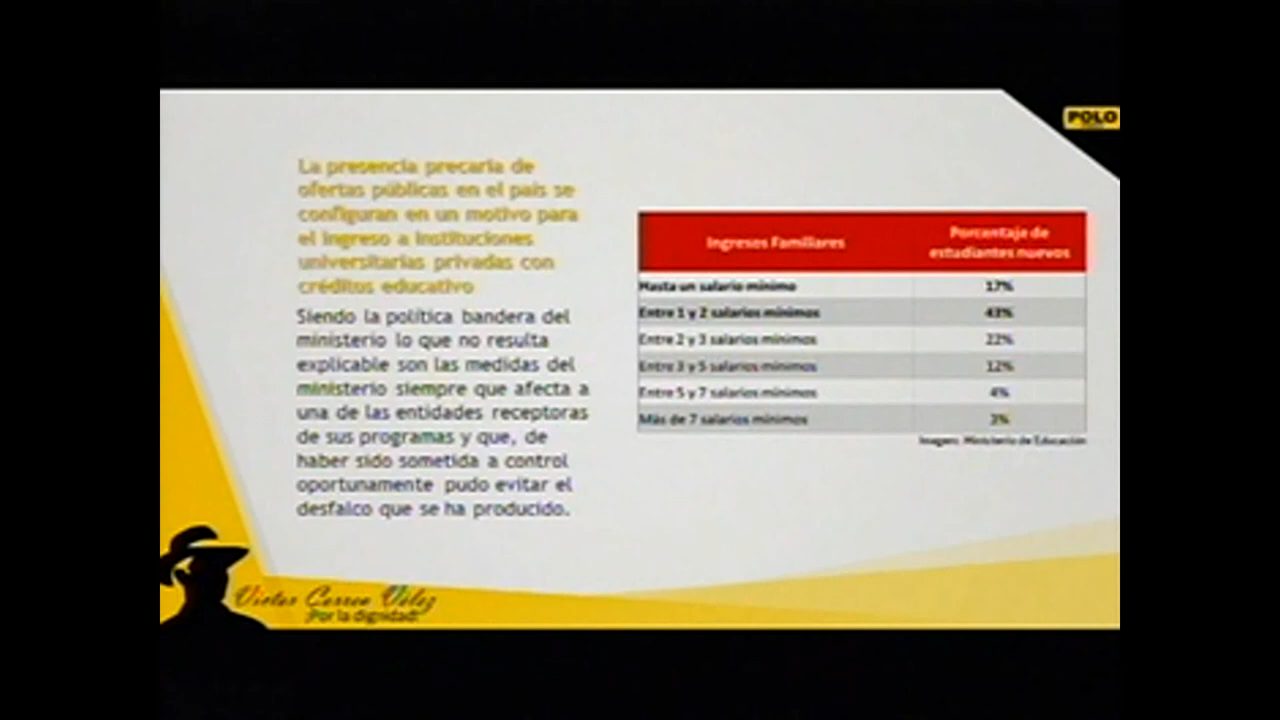 POLO
La presencia precaria de
ofertas públicas en el país se
configuran en un motivo para
el ingreso a instituciones
universitarias privadas con
créditos educativo
Siendo la política bandera del
ministerio lo que no resulta
explicable son las medidas del
ministerio siempre que afecta a
una de las entidades receptoras
de sus programas y que, de
haber sido sometida a control
oportunamente pudo evitar el
desfalco que se ha producido.
Ingresos Familiares Porcentaje de estudiantes nuevos
Hasta un salario mínimo 17%
Entre 1 y 2 salarios mínimos 43%
Entre 2 y 3 salarios mínimos 22%
Entre 3 y 5 salarios mínimos 12%
Entre 5 y 7 salarios mínimos 4%
Más de 7 salarios mínimos
Imagen: Ministerio de Educación
Víctor Correa Vélez
¡Por la dignidad!